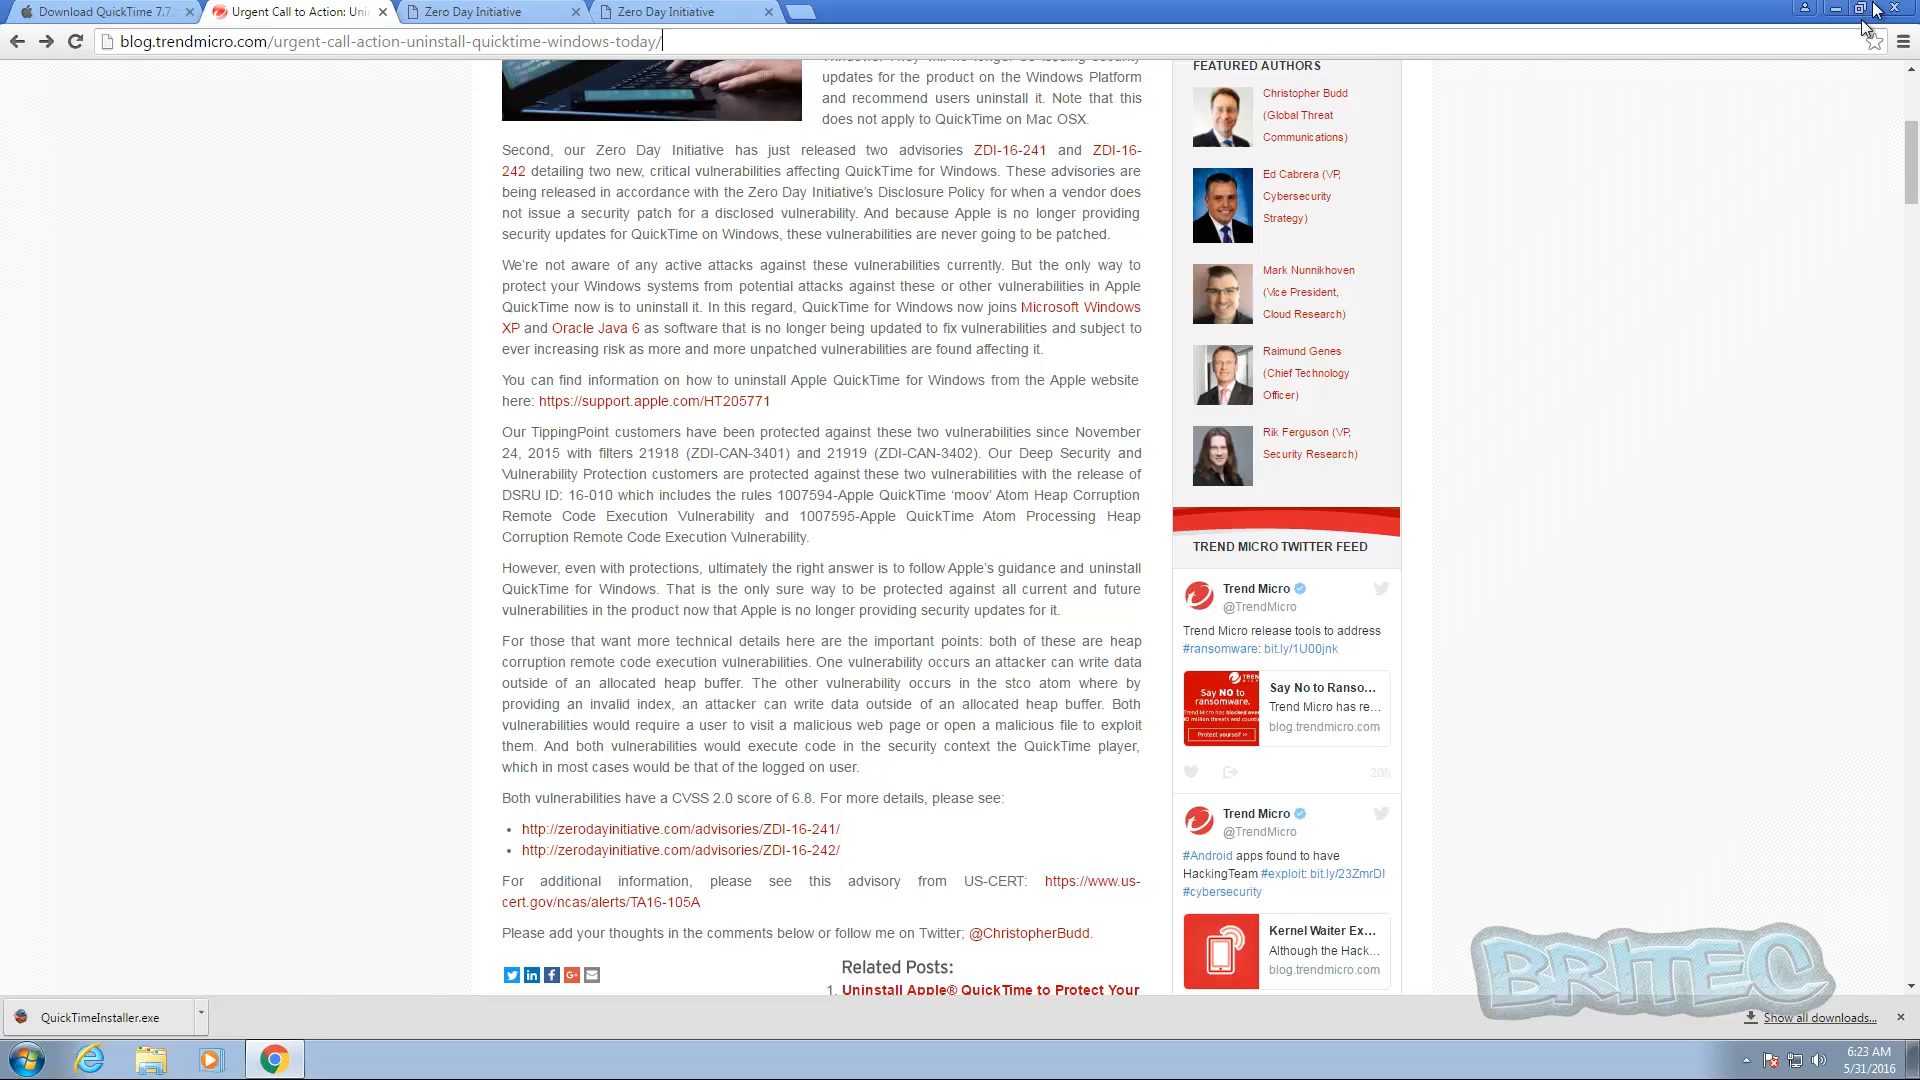 Download QuickTime 7.7.
Urgent Call to Action: Uni
Zero Day Initiative
Zero Day Initiative
blog.trendmicro.com/urgent-call-action-uninstall-quicktime-windows-today/
updates for the product on the Windows Platform
and recommend users uninstall it. Note that this
does not apply to QuickTime on Mac OSX.
Second, our Zero Day Initiative has just released two advisories ZDI-16-241 and ZDI-16-
242 detailing two new, critical vulnerabilities affecting QuickTime for Windows. These advisories are
being released in accordance with the Zero Day Initiative's Disclosure Policy for when a vendor does
not issue a security patch for a disclosed vulnerability. And because Apple is no longer providing
security updates for QuickTime on Windows, these vulnerabilities are never going to be patched.
We're not aware of any active attacks against these vulnerabilities currently. But the only way to
protect your Windows systems from potential attacks against these or other vulnerabilities in Apple
QuickTime now is to uninstall it. In this regard, QuickTime for Windows now joins Microsoft Windows
XP and Oracle Java 6 as software that is no longer being updated to fix vulnerabilities and subject to
ever increasing risk as more and more unpatched vulnerabilities are found affecting it.
You can find information on how to uninstall Apple QuickTime for Windows from the Apple website
here: https://support.apple.com/HT205771
Our TippingPoint customers have been protected against these two vulnerabilities since November
24, 2015 with filters 21918 (ZDI-CAN-3401) and 21919 (ZDI-CAN-3402). Our Deep Security and
Vulnerability Protection customers are protected against these two vulnerabilities with the release of
DSRU ID: 16-010 which includes the rules 1007594-Apple QuickTime 'moov' Atom Heap Corruption
Remote Code Execution Vulnerability and 1007595-Apple QuickTime Atom Processing Heap
Corruption Remote Code Execution Vulnerability.
However, even with protections, ultimately the right answer is to follow Apple's guidance and uninstall
QuickTime for Windows. That is the only sure way to be protected against all current and future
vulnerabilities in the product now that Apple is no longer providing security updates for it.
For those that want more technical details here are the important points: both of these are heap
corruption remote code execution vulnerabilities. One vulnerability occurs an attacker can write data
outside of an allocated heap buffer. The other vulnerability occurs in the stco atom where by
providing an invalid index, an attacker can write data outside of an allocated heap buffer. Both
vulnerabilities would require a user to visit a malicious web page or open a malicious file to exploit
them. And both vulnerabilities would execute code in the security context the QuickTime player,
which in most cases would be that of the logged on user.
Both vulnerabilities have a CVSS 2.0 score of 6.8. For more details, please see:
• http://zerodayinitiative.com/advisories/ZDI-16-241/
• http://zerodayinitiative.com/advisories/ZDI-16-242/
For additional information, please see this advisory from US-CERT: https://www.us-
cert.gov/ncas/alerts/TA16-105A
Please add your thoughts in the comments below or follow me on Twitter; @ChristopherBudd.
Related Posts:
1. Uninstall Apple® QuickTime to Protect Your
FEATURED AUTHORS
Christopher Budd
(Global Threat
Communications)
Ed Cabrera (VP,
Cybersecurity
Strategy)
Mark Nunnikhoven
(Vice President,
Cloud Research)
Raimund Genes
(Chief Technology
Officer)
Rik Ferguson (VP,
Security Research)
TREND MICRO TWITTER FEED
Trend Micro
@TrendMicro
Trend Micro release tools to address
#ransomware: bit.ly/1U00jnk
Say NO to
ransomware.
Protect yourself >>
Say No to Ranso...
Trend Micro has re...
blog.trendmicro.com
20h
Trend Micro
@TrendMicro
#Android apps found to have
HackingTeam #exploit: bit.ly/23ZmrDI
#cybersecurity
Kernel Waiter Ex...
Although the Hack...
blog.trendmicro.com
BRITEC
QuickTimeInstaller.exe
Show all downloads...
6:23 AM
5/31/2016